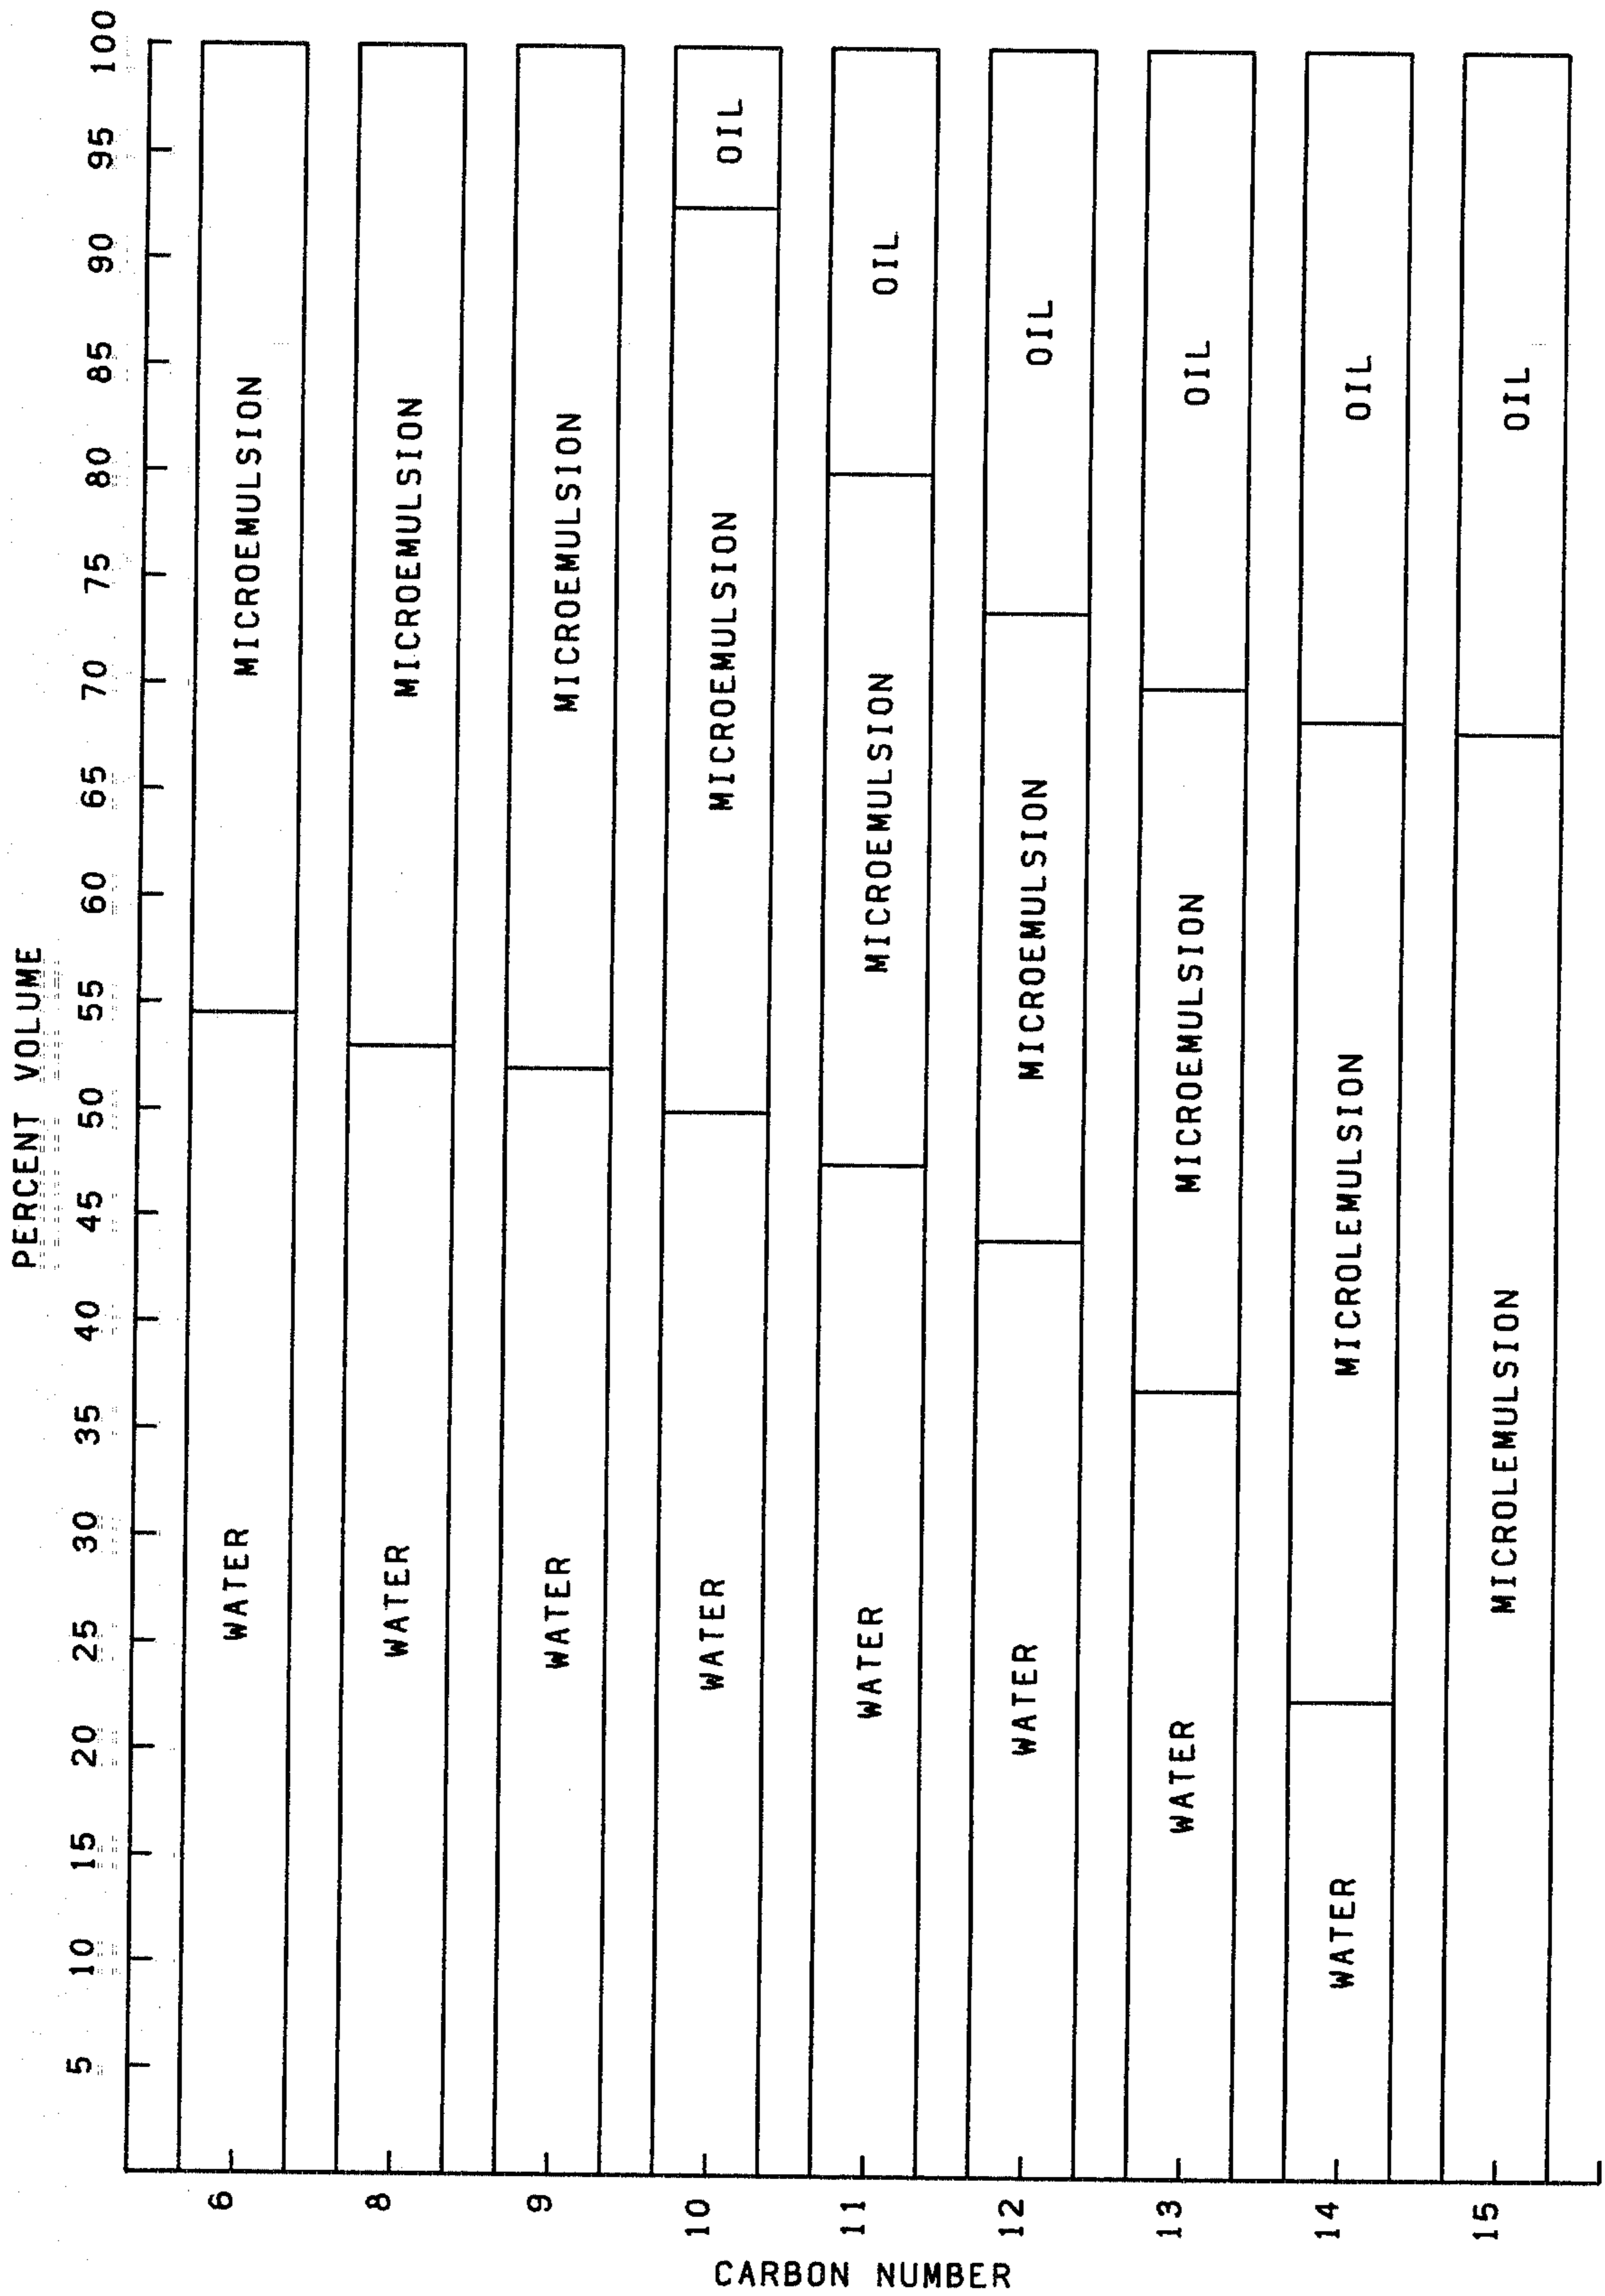 PERCENT VOLUME
100
95
90
85
80
75
70
65
60
55
50
45
40
35
30
25
20
15
10
5
MICROEMULSION
WATER
MICROEMULSION
WATER
MICROEMULSION
WATER
OIL
MICROEMULSION
WATER
OIL
MICROEMULSION
WATER
OIL
MICROEMULSION
WATER
OIL
MICROEMULSION
WATER
OIL
MICROLEMULSION
WATER
OIL
MICROLEMULSION
6 8 9 10 11 12 13 14 15
CARBON NUMBER